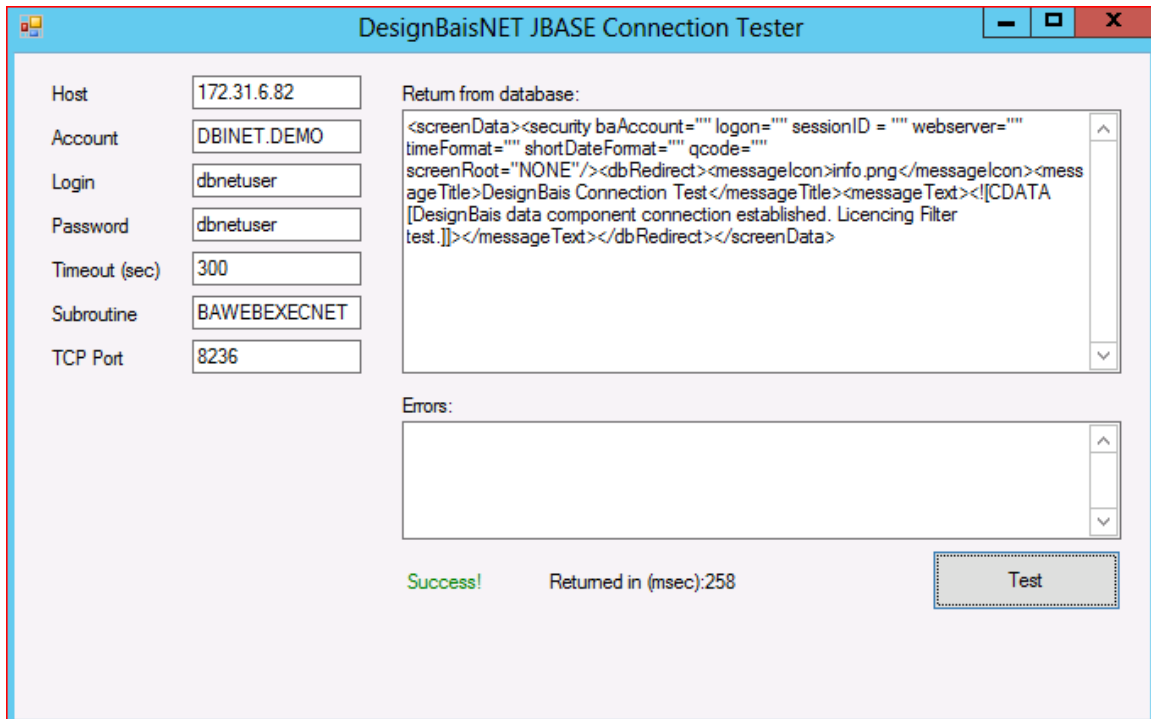 DesignBaisNET JBASE Connection Tester
Host 172.31.6.82
Account DBINET.DEMO
Login dbnetuser
Password dbnetuser
Timeout (sec) 300
Subroutine BAWEBEXECNET
TCP Port 8236
Return from database:
<screenData><security baAccount="" logon="" sessionID = "" webserver=""
timeFormat="" shortDateFormat="" qcode=""
screenRoot="NONE"/><dbRedirect><messageIcon>info.png</messageIcon><mess
ageTitle>DesignBais Connection Test</messageTitle><messageText><![CDATA
[DesignBais data component connection established. Licencing Filter
test.]]></messageText></dbRedirect></screenData>
Errors:
Success! Returned in (msec):258
Test